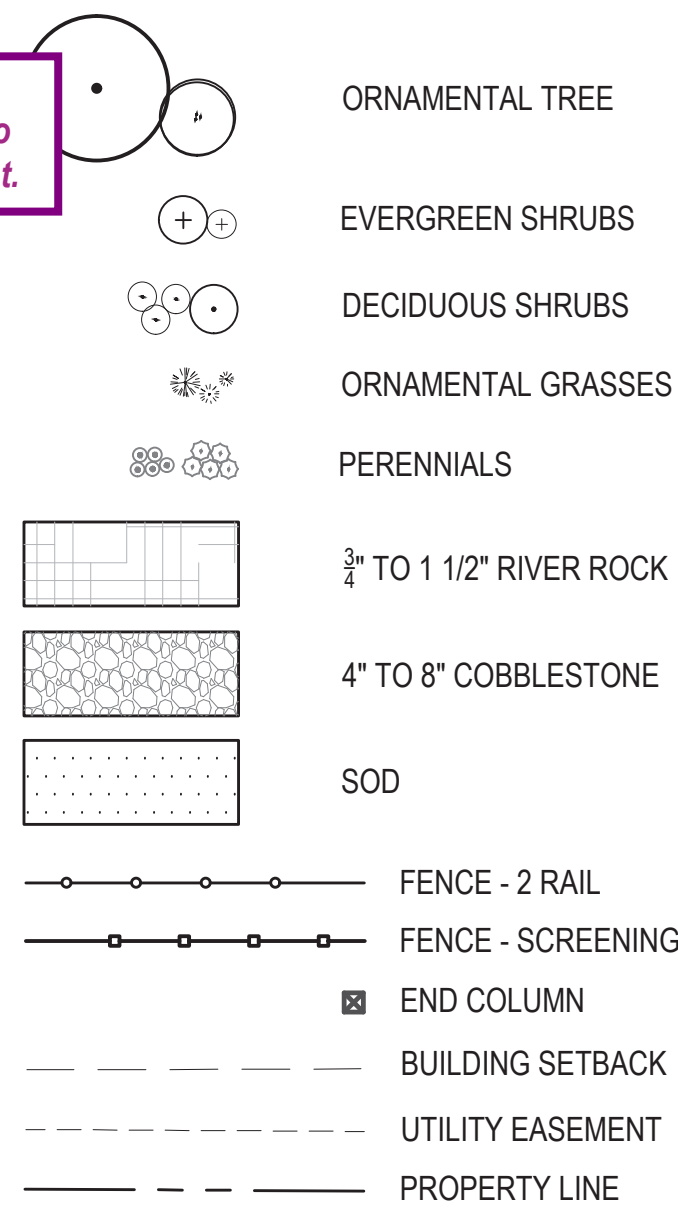 ORNAMENTAL TREE
t.
EVERGREEN SHRUBS
DECIDUOUS SHRUBS
ORNAMENTAL GRASSES
PERENNIALS
3/4" TO 1 1/2" RIVER ROCK
4" TO 8" COBBLESTONE
SOD
FENCE - 2 RAIL
FENCE - SCREENING
END COLUMN
BUILDING SETBACK
UTILITY EASEMENT
PROPERTY LINE